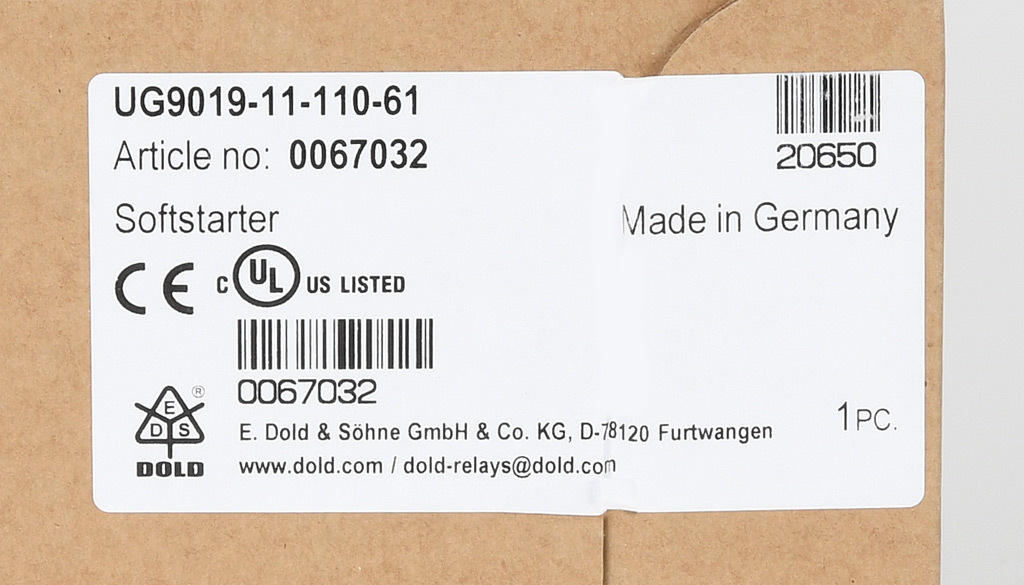 UG9019-11-110-61
20650
Article no: 0067032
Softstarter
Made in Germany
CE
C UL US LISTED
0067032
®
E
D S
DOLD
1PC.
E. Dold & Söhne GmbH & Co. KG, D-78120 Furtwangen
www.dold.com / dold-relays@dold.com